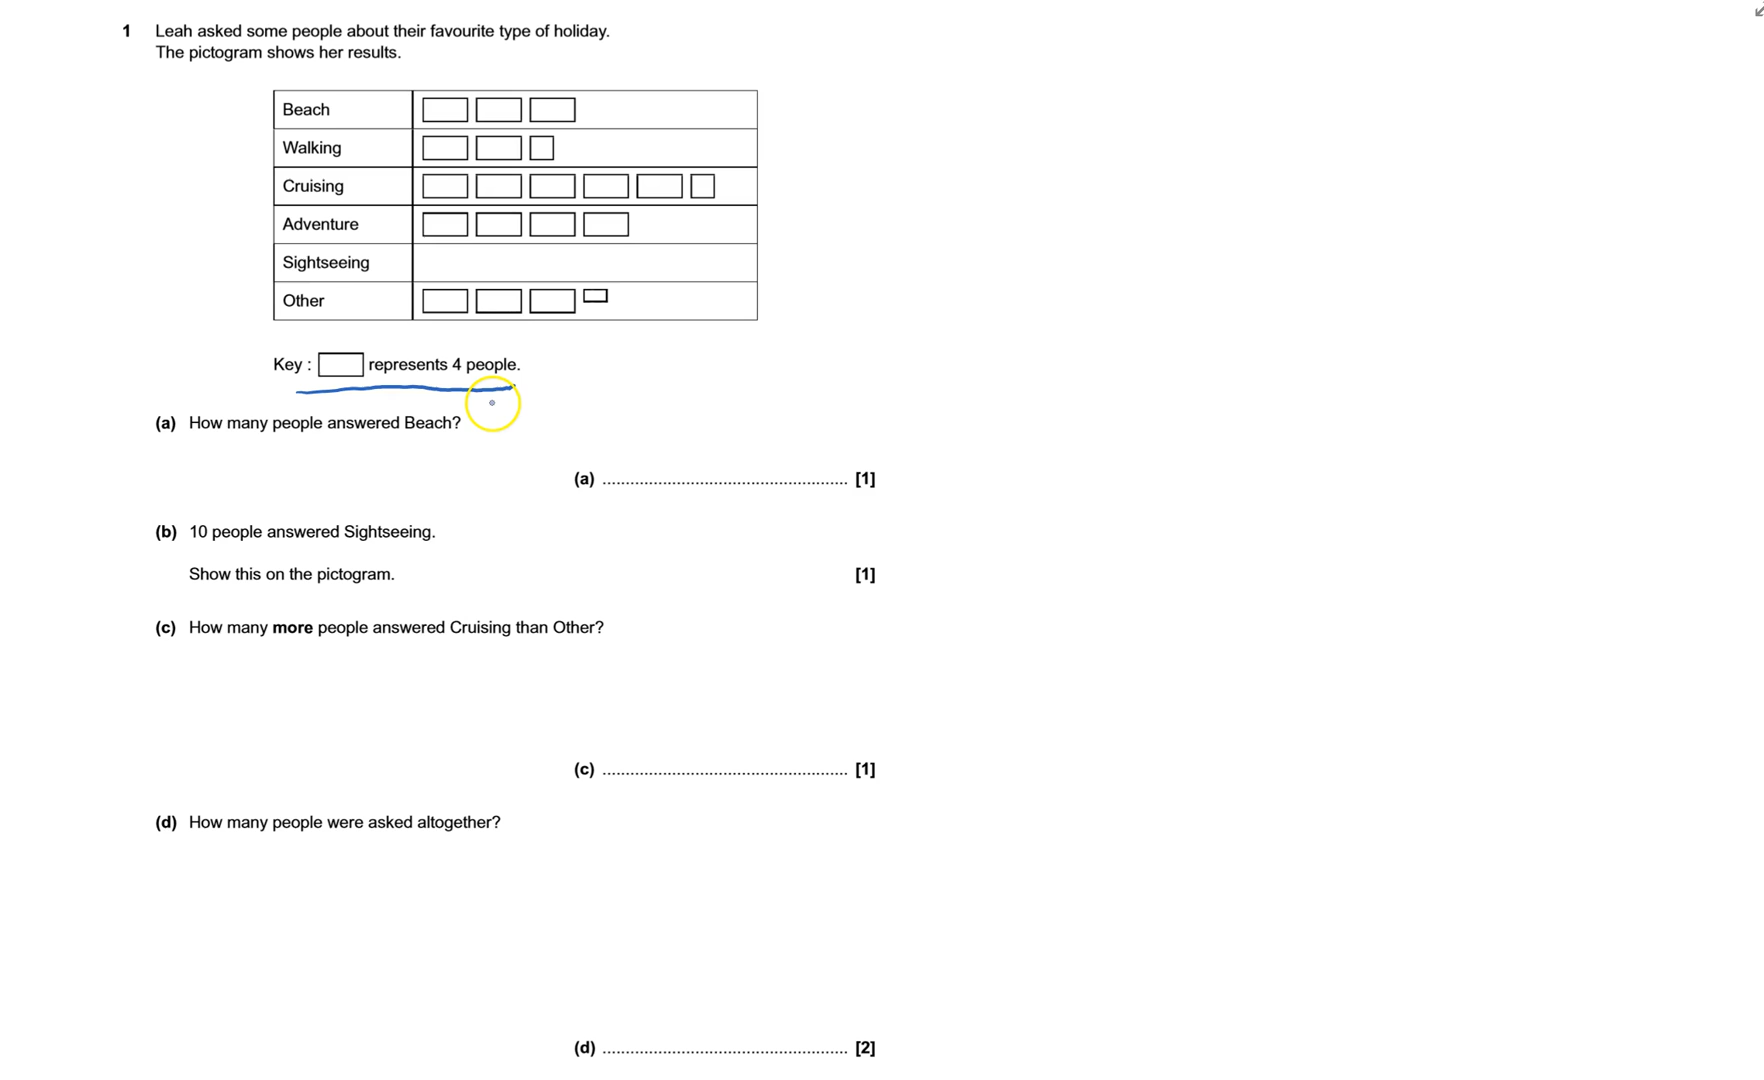 1 Leah asked some people about their favourite type of holiday.
The pictogram shows her results.
Beach
Walking
Cruising
Adventure
Sightseeing
Other
Key : represents 4 people.
(a) How many people answered Beach?
(a) .................................................... [1]
(b) 10 people answered Sightseeing.
Show this on the pictogram. [1]
(c) How many more people answered Cruising than Other?
(c) .................................................... [1]
(d) How many people were asked altogether?
(d) .................................................... [2]